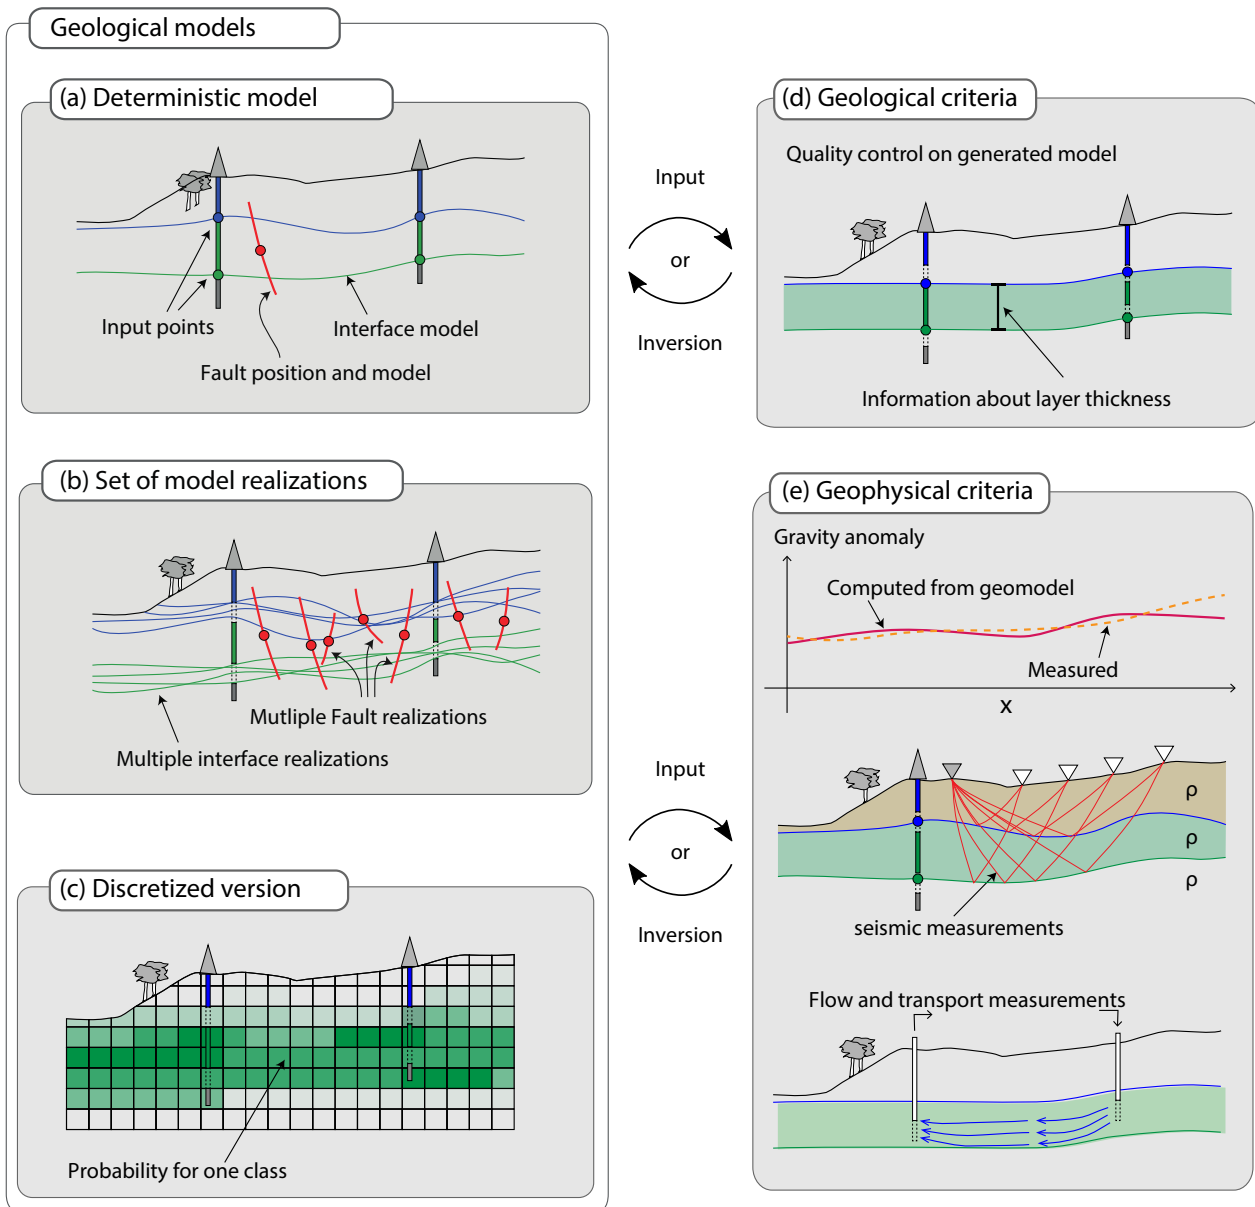 Geological models
(a) Deterministic model
Input points
Interface model
Fault position and model
(b) Set of model realizations
Mutliple Fault realizations
Multiple interface realizations
(c) Discretized version
Probability for one class
Input
or
Inversion
Input
or
Inversion
(d) Geological criteria
Quality control on generated model
Information about layer thickness
(e) Geophysical criteria
Gravity anomaly
Computed from geomodel
Measured
x
ρ
ρ
ρ
seismic measurements
Flow and transport measurements